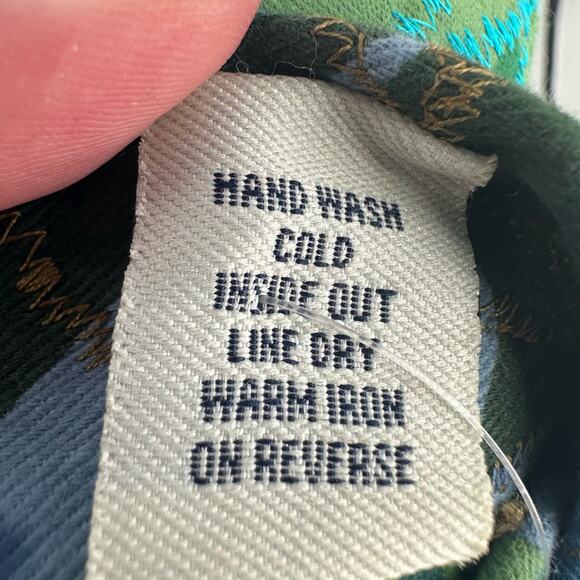 HAND WASH
COLD
INSIDE OUT
LINE DRY
WARM IRON
ON REVERSE